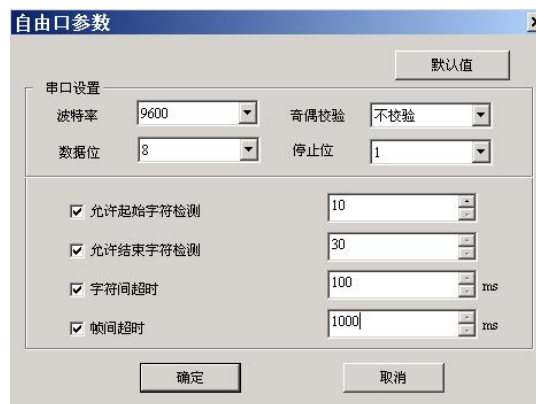 自由口参数
默认值
串口设置
波特率 9600 奇偶校验 不校验
数据位 8 停止位 1
允许起始字符检测 10
允许结束字符检测 30
字符间超时 100 ms
帧间超时 1000 ms
确定 取消